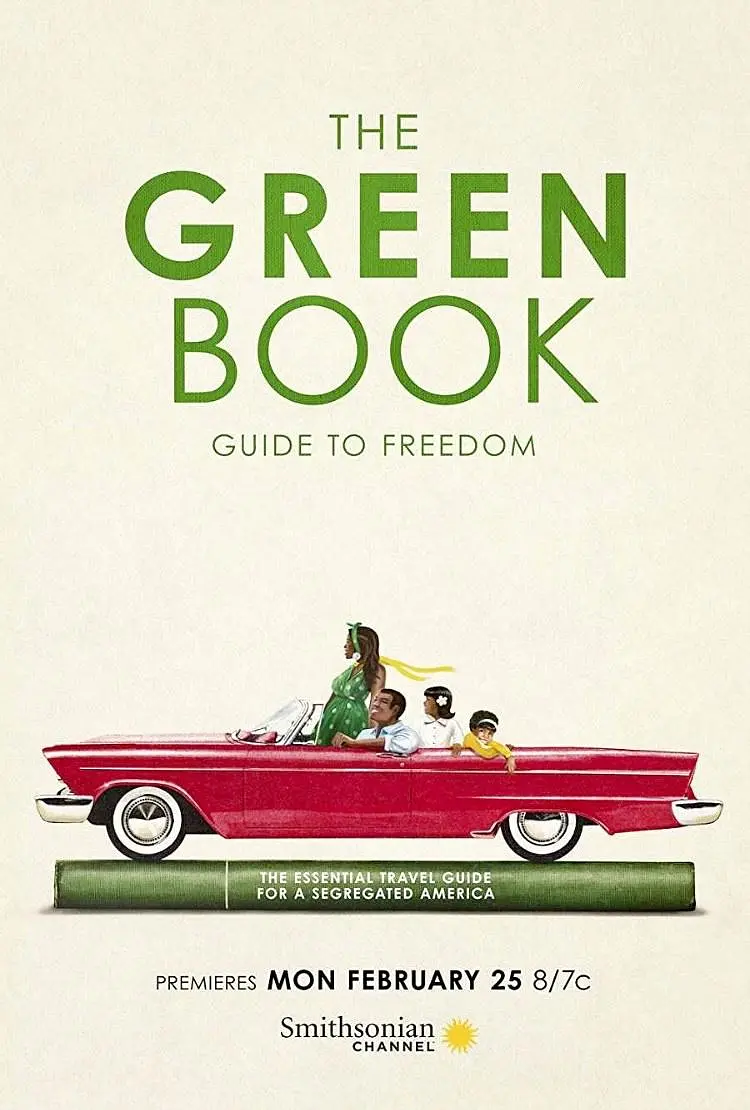 THE
GREEN
BOOK
GUIDE TO FREEDOM
THE ESSENTIAL TRAVEL GUIDE
FOR A SEGREGATED AMERICA
PREMIERES MON FEBRUARY 25 8/7c
Smithsonian
CHANNEL